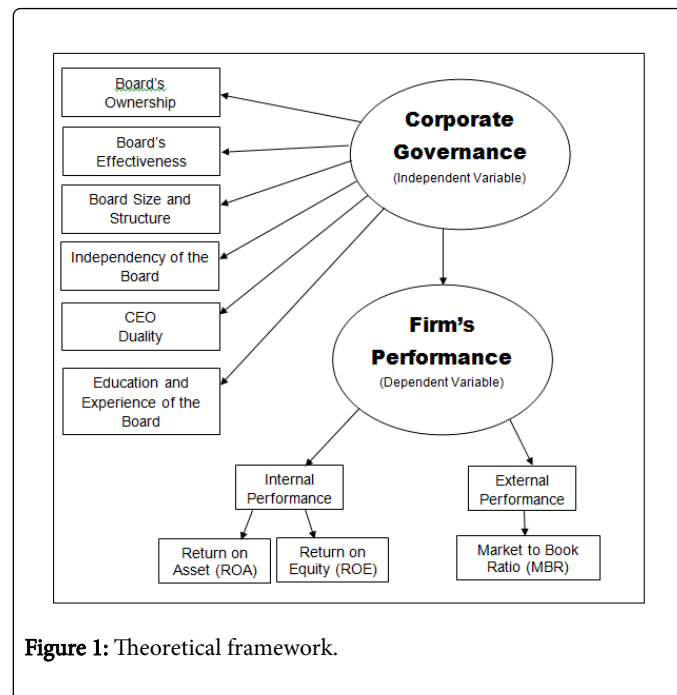 Board's
Ownership
Board's
Effectiveness
Board Size and
Structure
Independency of the
Board
CEO
Duality
Education and
Experience of the
Board
Corporate
Governance
(Independent Variable)
Firm's
Performance
(Dependent Variable)
Internal
Performance
External
Performance
Return on
Asset (ROA)
Return on
Equity (ROE)
Market to Book
Ratio (MBR)
Figure 1: Theoretical framework.